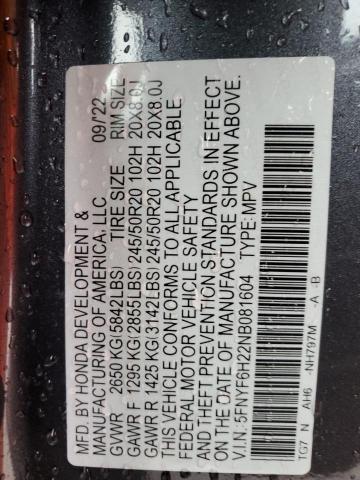 MFD. BY HONDA DEVELOPMENT &
MANUFACTURING OF AMERICA, LLC 09/22
GVWR 2650 KG(5842LBS) TIRE SIZE RIM SIZE
GAWR F 1295 KG(2855LBS) 245/50R20 102H 20X8.0J
GAWR R 1425 KG(3142LBS) 245/50R20 102H 20X8.0J
THIS VEHICLE CONFORMS TO ALL APPLICABLE
FEDERAL MOTOR VEHICLE SAFETY
AND THEFT PREVENTION STANDARDS IN EFFECT
ON THE DATE OF MANUFACTURE SHOWN ABOVE.
V.I.N: 5FNYF6H22NB081604 TYPE: MPV
TG7 N AH6 -NH797M -A -B